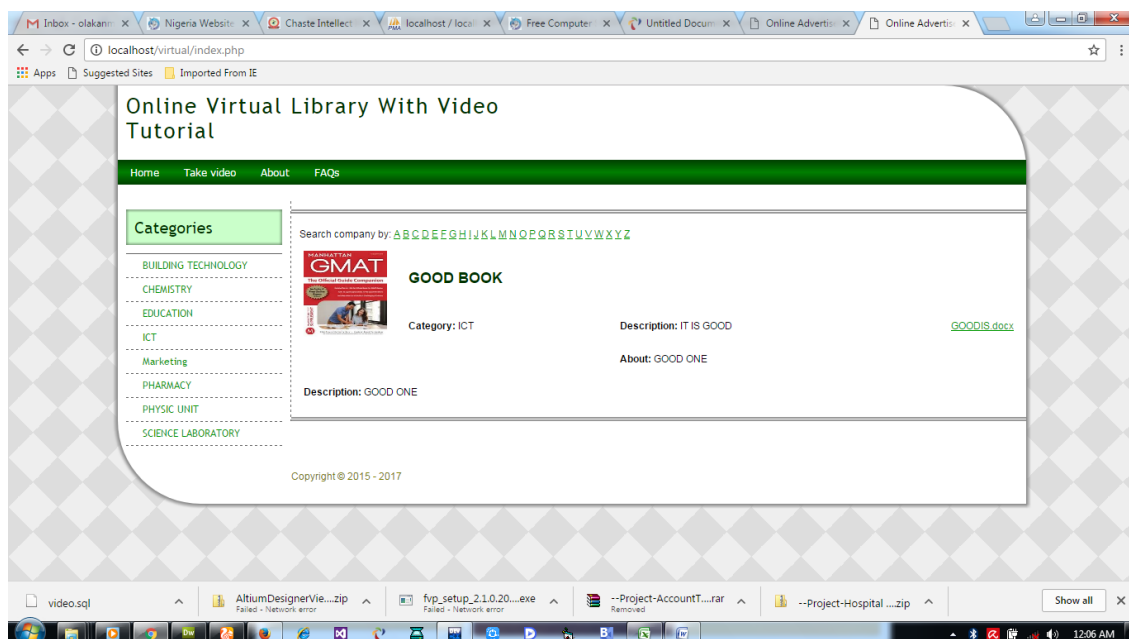 Inbox - olakann
Nigeria Website
Chaste Intellect
localhost / local
Free Computer
Untitled Docum
Online Advertis
Online Advertis
localhost/virtual/index.php
Apps Suggested Sites Imported From IE
Online Virtual Library With Video
Tutorial
Home Take video About FAQs
Categories
BUILDING TECHNOLOGY
CHEMISTRY
EDUCATION
ICT
Marketing
PHARMACY
PHYSIC UNIT
SCIENCE LABORATORY
Search company by: A B C D E F G H I J K L M N O P Q R S T U V W X Y Z
MANHATTAN
GMAT
The Official Guide Companion
GOOD BOOK
Category: ICT Description: IT IS GOOD GOODIS.docx
About: GOOD ONE
Description: GOOD ONE
Copyright © 2015 - 2017
video.sql
AltiumDesignerVie....zip
Failed - Network error
fvp_setup_2.1.0.20....exe
Failed - Network error
--Project-AccountT....rar
Removed
--Project-Hospital ....zip
Show all
12:06 AM